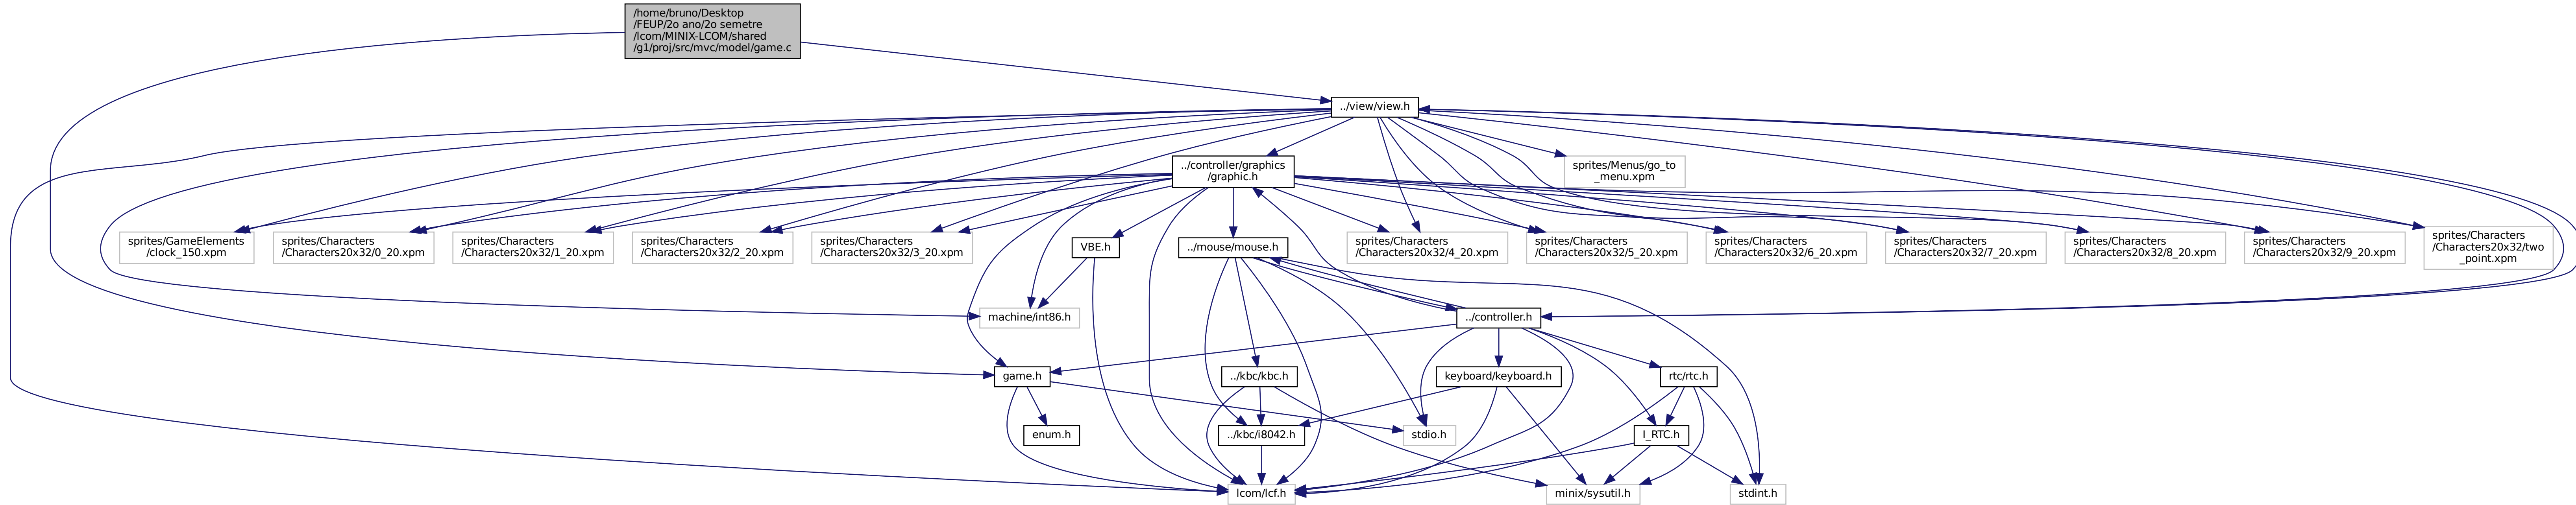 /home/bruno/Desktop
/FEUP/2o ano/2o semetre
/lcom/MINIX-LCOM/shared
/g1/proj/src/mvc/model/game.c
../view/view.h
../controller/graphics
/graphic.h
sprites/Menus/go_to
_menu.xpm
sprites/GameElements
/clock_150.xpm
sprites/Characters
/Characters20x32/0_20.xpm
sprites/Characters
/Characters20x32/1_20.xpm
sprites/Characters
/Characters20x32/2_20.xpm
sprites/Characters
/Characters20x32/3_20.xpm
VBE.h
../mouse/mouse.h
sprites/Characters
/Characters20x32/4_20.xpm
sprites/Characters
/Characters20x32/5_20.xpm
sprites/Characters
/Characters20x32/6_20.xpm
sprites/Characters
/Characters20x32/7_20.xpm
sprites/Characters
/Characters20x32/8_20.xpm
sprites/Characters
/Characters20x32/9_20.xpm
sprites/Characters
/Characters20x32/two
_point.xpm
machine/int86.h
../controller.h
game.h
../kbc/kbc.h
keyboard/keyboard.h
rtc/rtc.h
enum.h
../kbc/i8042.h
stdio.h
I_RTC.h
lcom/lcf.h
minix/sysutil.h
stdint.h